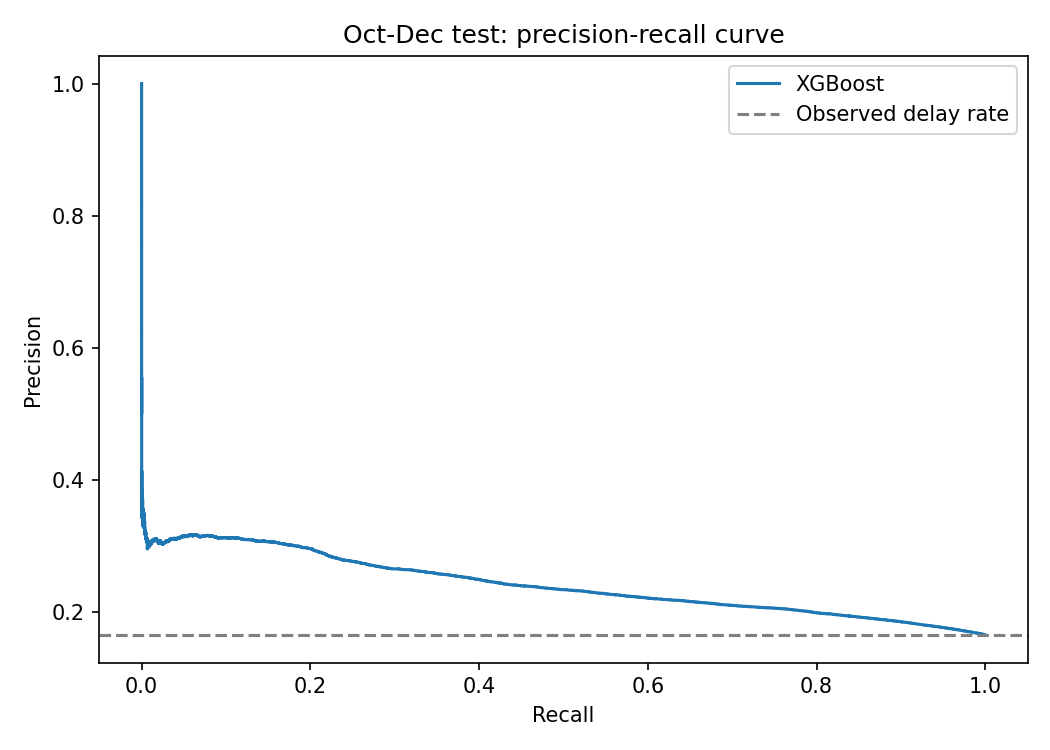 Oct-Dec test: precision-recall curve
XGBoost
Observed delay rate
Precision
1.0
0.8
0.6
0.4
0.2
0.0
0.2
0.4
0.6
0.8
1.0
Recall